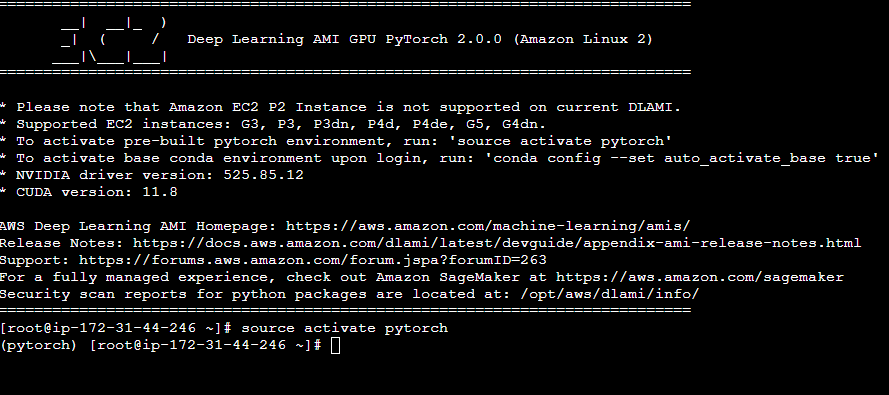 =============================================================================
__|  __|_  )
_|  (     /   Deep Learning AMI GPU PyTorch 2.0.0 (Amazon Linux 2)
___|\___|___|
=============================================================================
* Please note that Amazon EC2 P2 Instance is not supported on current DLAMI.
* Supported EC2 instances: G3, P3, P3dn, P4d, P4de, G5, G4dn.
* To activate pre-built pytorch environment, run: 'source activate pytorch'
* To activate base conda environment upon login, run: 'conda config --set auto_activate_base true'
* NVIDIA driver version: 525.85.12
* CUDA version: 11.8
AWS Deep Learning AMI Homepage: https://aws.amazon.com/machine-learning/amis/
Release Notes: https://docs.aws.amazon.com/dlami/latest/devguide/appendix-ami-release-notes.html
Support: https://forums.aws.amazon.com/forum.jspa?forumID=263
For a fully managed experience, check out Amazon SageMaker at https://aws.amazon.com/sagemaker
Security scan reports for python packages are located at: /opt/aws/dlami/info/
=============================================================================
[root@ip-172-31-44-246 ~]# source activate pytorch
(pytorch) [root@ip-172-31-44-246 ~]#